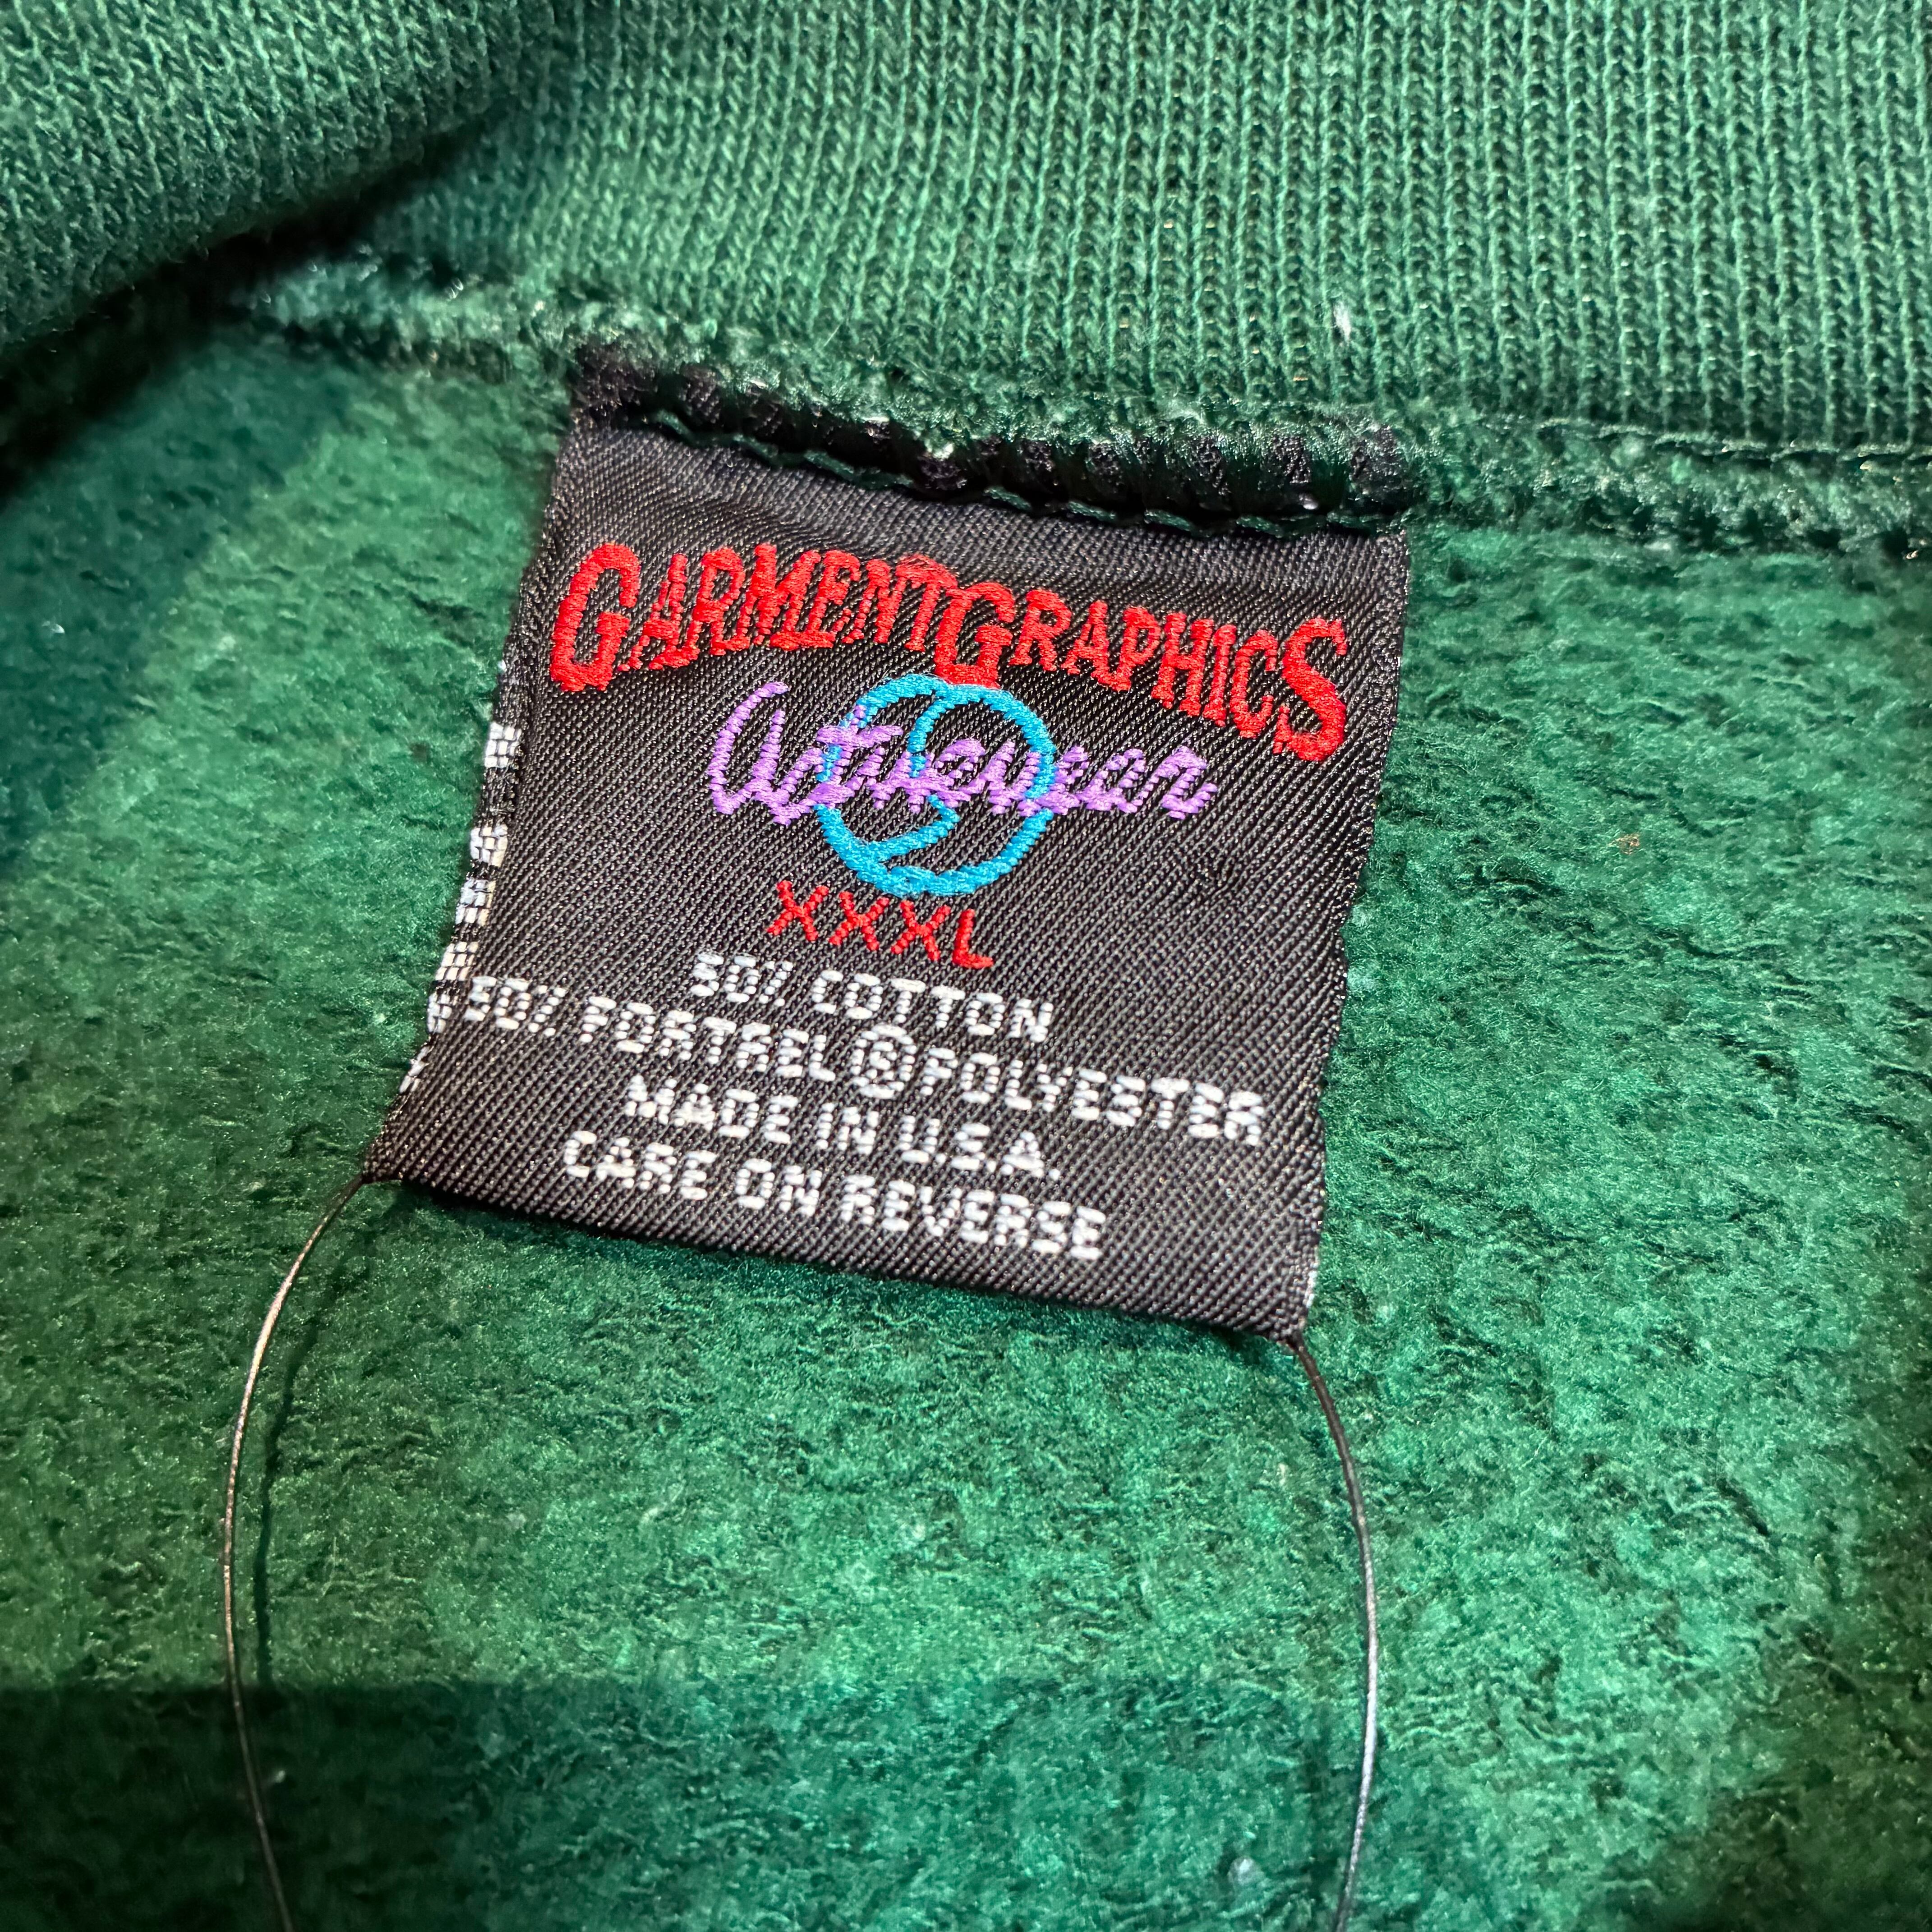 GARMENTGRAPHICS
Activewear
XXXL
50% COTTON
50% FORTREL®POLYESTER
MADE IN U.S.A.
CARE ON REVERSE